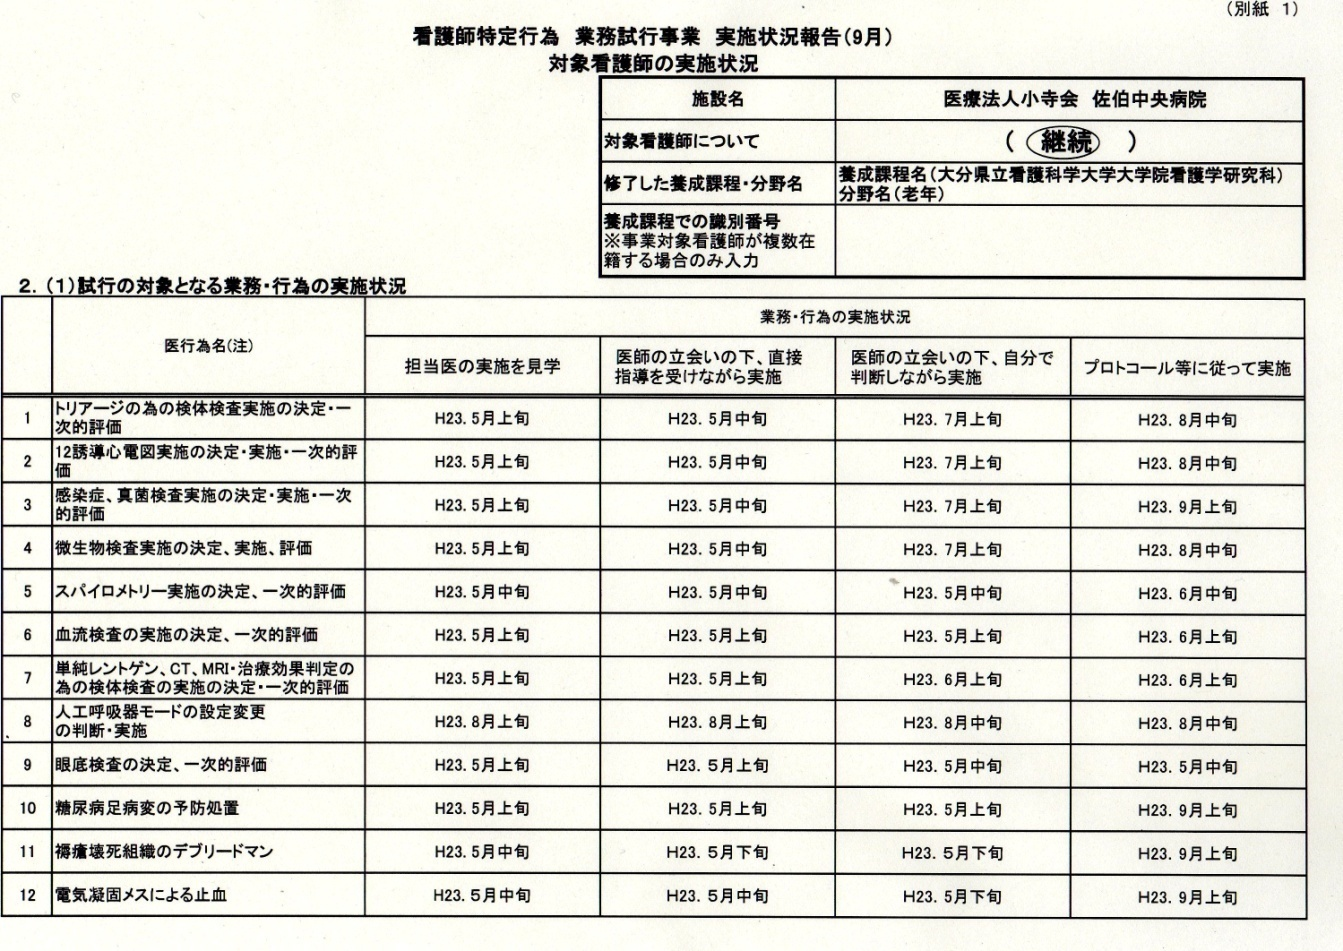 (別紙 1)
看護師特定行為 業務試行事業 実施状況報告(9月)
対象看護師の実施状況
施設名 医療法人小寺会 佐伯中央病院
対象看護師について ( 継続 )
修了した養成課程・分野名 養成課程名(大分県立看護科学大学大学院看護学研究科)
分野名(老年)
養成課程での識別番号
※事業対象看護師が複数在
籍する場合のみ入力
2. (1)試行の対象となる業務・行為の実施状況
医行為名(注) 業務・行為の実施状況
担当医の実施を見学 医師の立会いの下、直接
指導を受けながら実施 医師の立会いの下、自分で
判断しながら実施 プロトコール等に従って実施
1 トリアージの為の検体検査実施の決定・一
次的評価 H23. 5月上旬 H23. 5月中旬 H23. 7月上旬 H23. 8月中旬
2 12誘導心電図実施の決定・実施・一次的評
価 H23. 5月上旬 H23. 5月中旬 H23. 7月上旬 H23. 8月中旬
3 感染症、真菌検査実施の決定・実施・一次
的評価 H23. 5月上旬 H23. 5月中旬 H23. 7月上旬 H23. 9月上旬
4 微生物検査実施の決定、実施、評価 H23. 5月上旬 H23. 5月中旬 H23. 7月上旬 H23. 8月中旬
5 スパイロメトリー実施の決定、一次的評価 H23. 5月中旬 H23. 5月中旬 H23. 5月中旬 H23. 6月中旬
6 血流検査の実施の決定、一次的評価 H23. 5月上旬 H23. 5月上旬 H23. 5月上旬 H23. 6月上旬
7 単純レントゲン、CT、MRI・治療効果判定の
為の検体検査の実施の決定・一次的評価 H23. 5月上旬 H23. 5月上旬 H23. 6月上旬 H23. 6月上旬
8 人工呼吸器モードの設定変更
の判断・実施 H23. 8月上旬 H23. 8月上旬 H23. 8月中旬 H23. 8月中旬
9 眼底検査の決定、一次的評価 H23. 5月上旬 H23. 5月上旬 H23. 5月中旬 H23. 5月中旬
10 糖尿病足病変の予防処置 H23. 5月上旬 H23. 5月上旬 H23. 5月上旬 H23. 9月上旬
11 褥瘡壊死組織のデブリードマン H23. 5月中旬 H23. 5月下旬 H23. 5月下旬 H23. 9月上旬
12 電気凝固メスによる止血 H23. 5月中旬 H23. 5月中旬 H23. 5月下旬 H23. 9月上旬